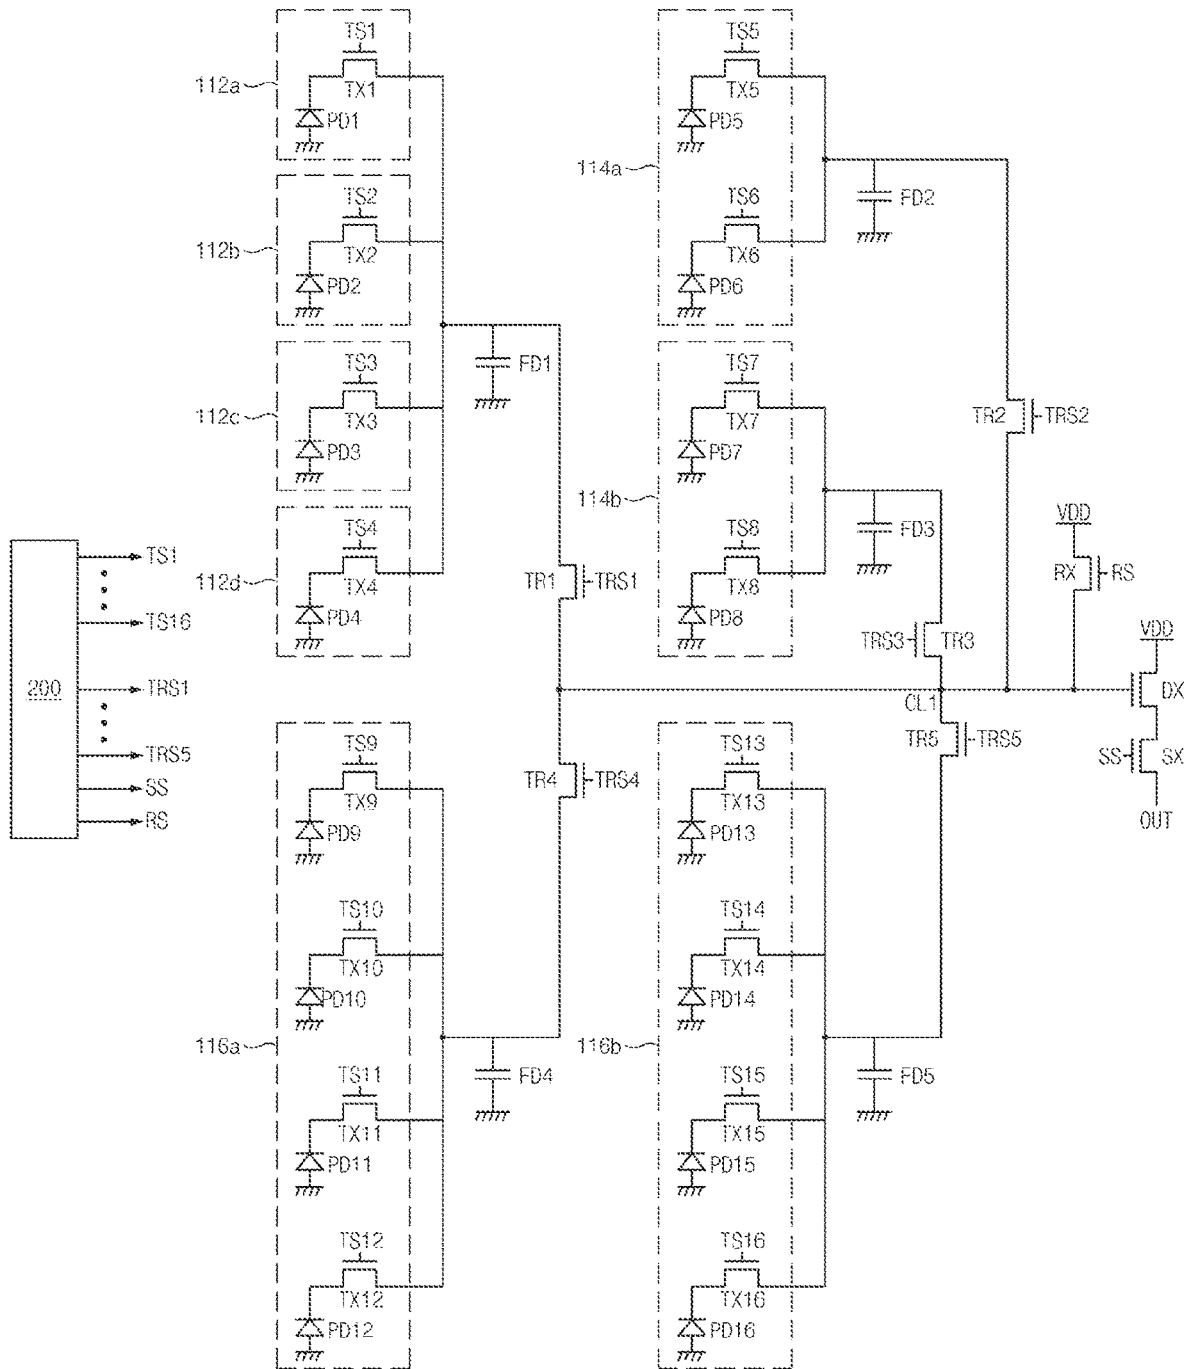 TS1
TX1
PD1
112a
TS2
TX2
PD2
112b
TS3
TX3
PD3
112c
TS4
TX4
PD4
112d
FD1
TR1
TRS1
TS5
TX5
PD5
114a
TS6
TX6
PD6
FD2
TS7
TX7
PD7
114b
TS8
TX8
PD8
FD3
TR2
TRS2
VDD
RX
RS
TRS3
TR3
VDD
DX
CL1
TR5
TRS5
SS
SX
OUT
200
TS1
TS16
TRS1
TRS5
SS
RS
TR4
TRS4
TS9
TX9
PD9
TS10
TX10
PD10
116a
TS11
TX11
PD11
TS12
TX12
PD12
FD4
TS13
TX13
PD13
TS14
TX14
PD14
116b
TS15
TX15
PD15
TS16
TX16
PD16
FD5